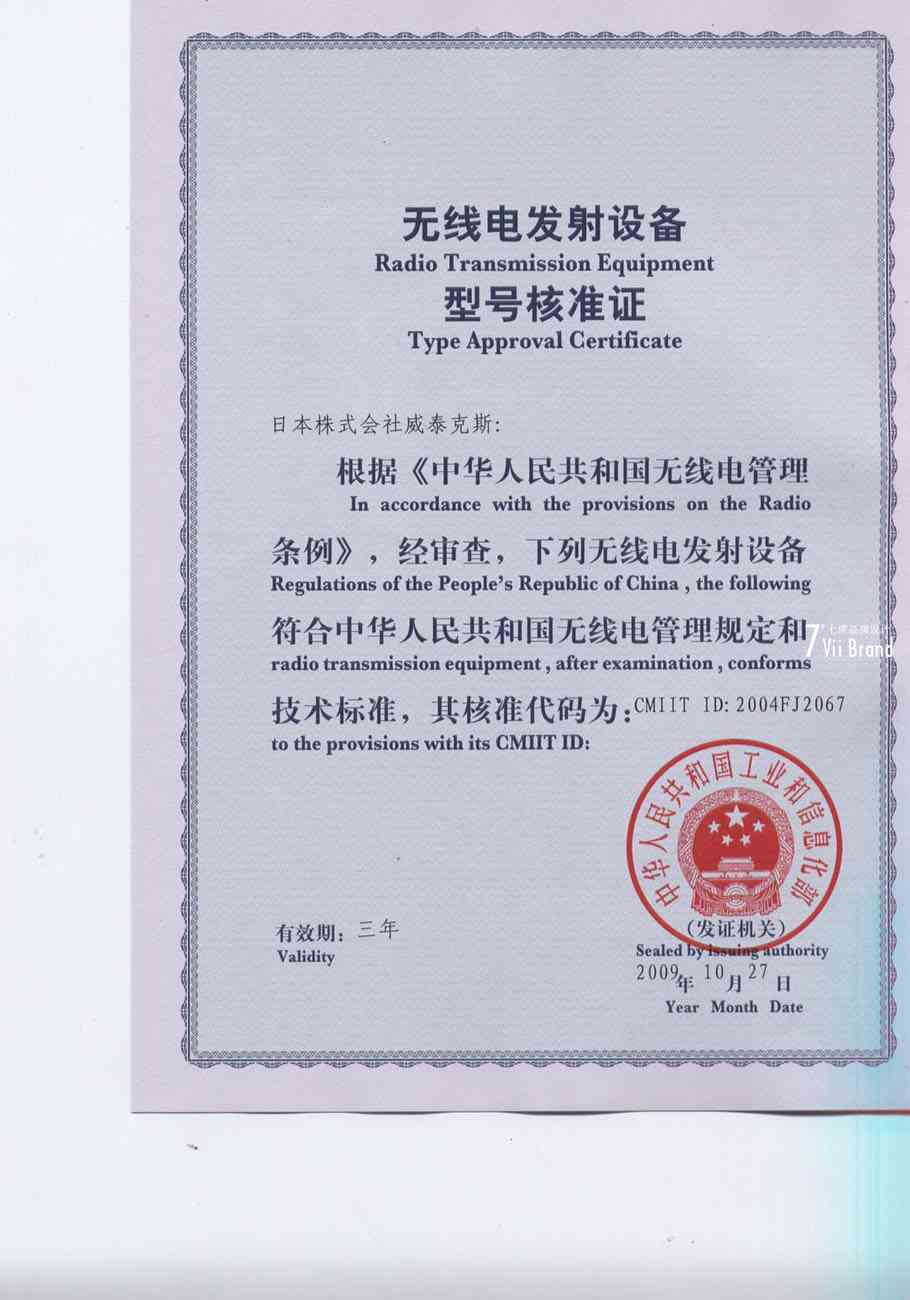 无线电发射设备
Radio Transmission Equipment
型号核准证
Type Approval Certificate
日本株式会社威泰克斯:
根据《中华人民共和国无线电管理
In accordance with the provisions on the Radio
条例》，经审查，下列无线电发射设备
Regulations of the People's Republic of China , the following
符合中华人民共和国无线电管理规定和
radio transmission equipment , after examination , conforms
技术标准，其核准代码为：CMIIT ID: 2004FJ2067
to the provisions with its CMIIT ID:
7°七牌品牌
Vii Brand
中华人民共和国工业和信息化部
有效期：三年
Validity
（发证机关）
Sealed by issuing authority
2009年 10月 27日
Year Month Date